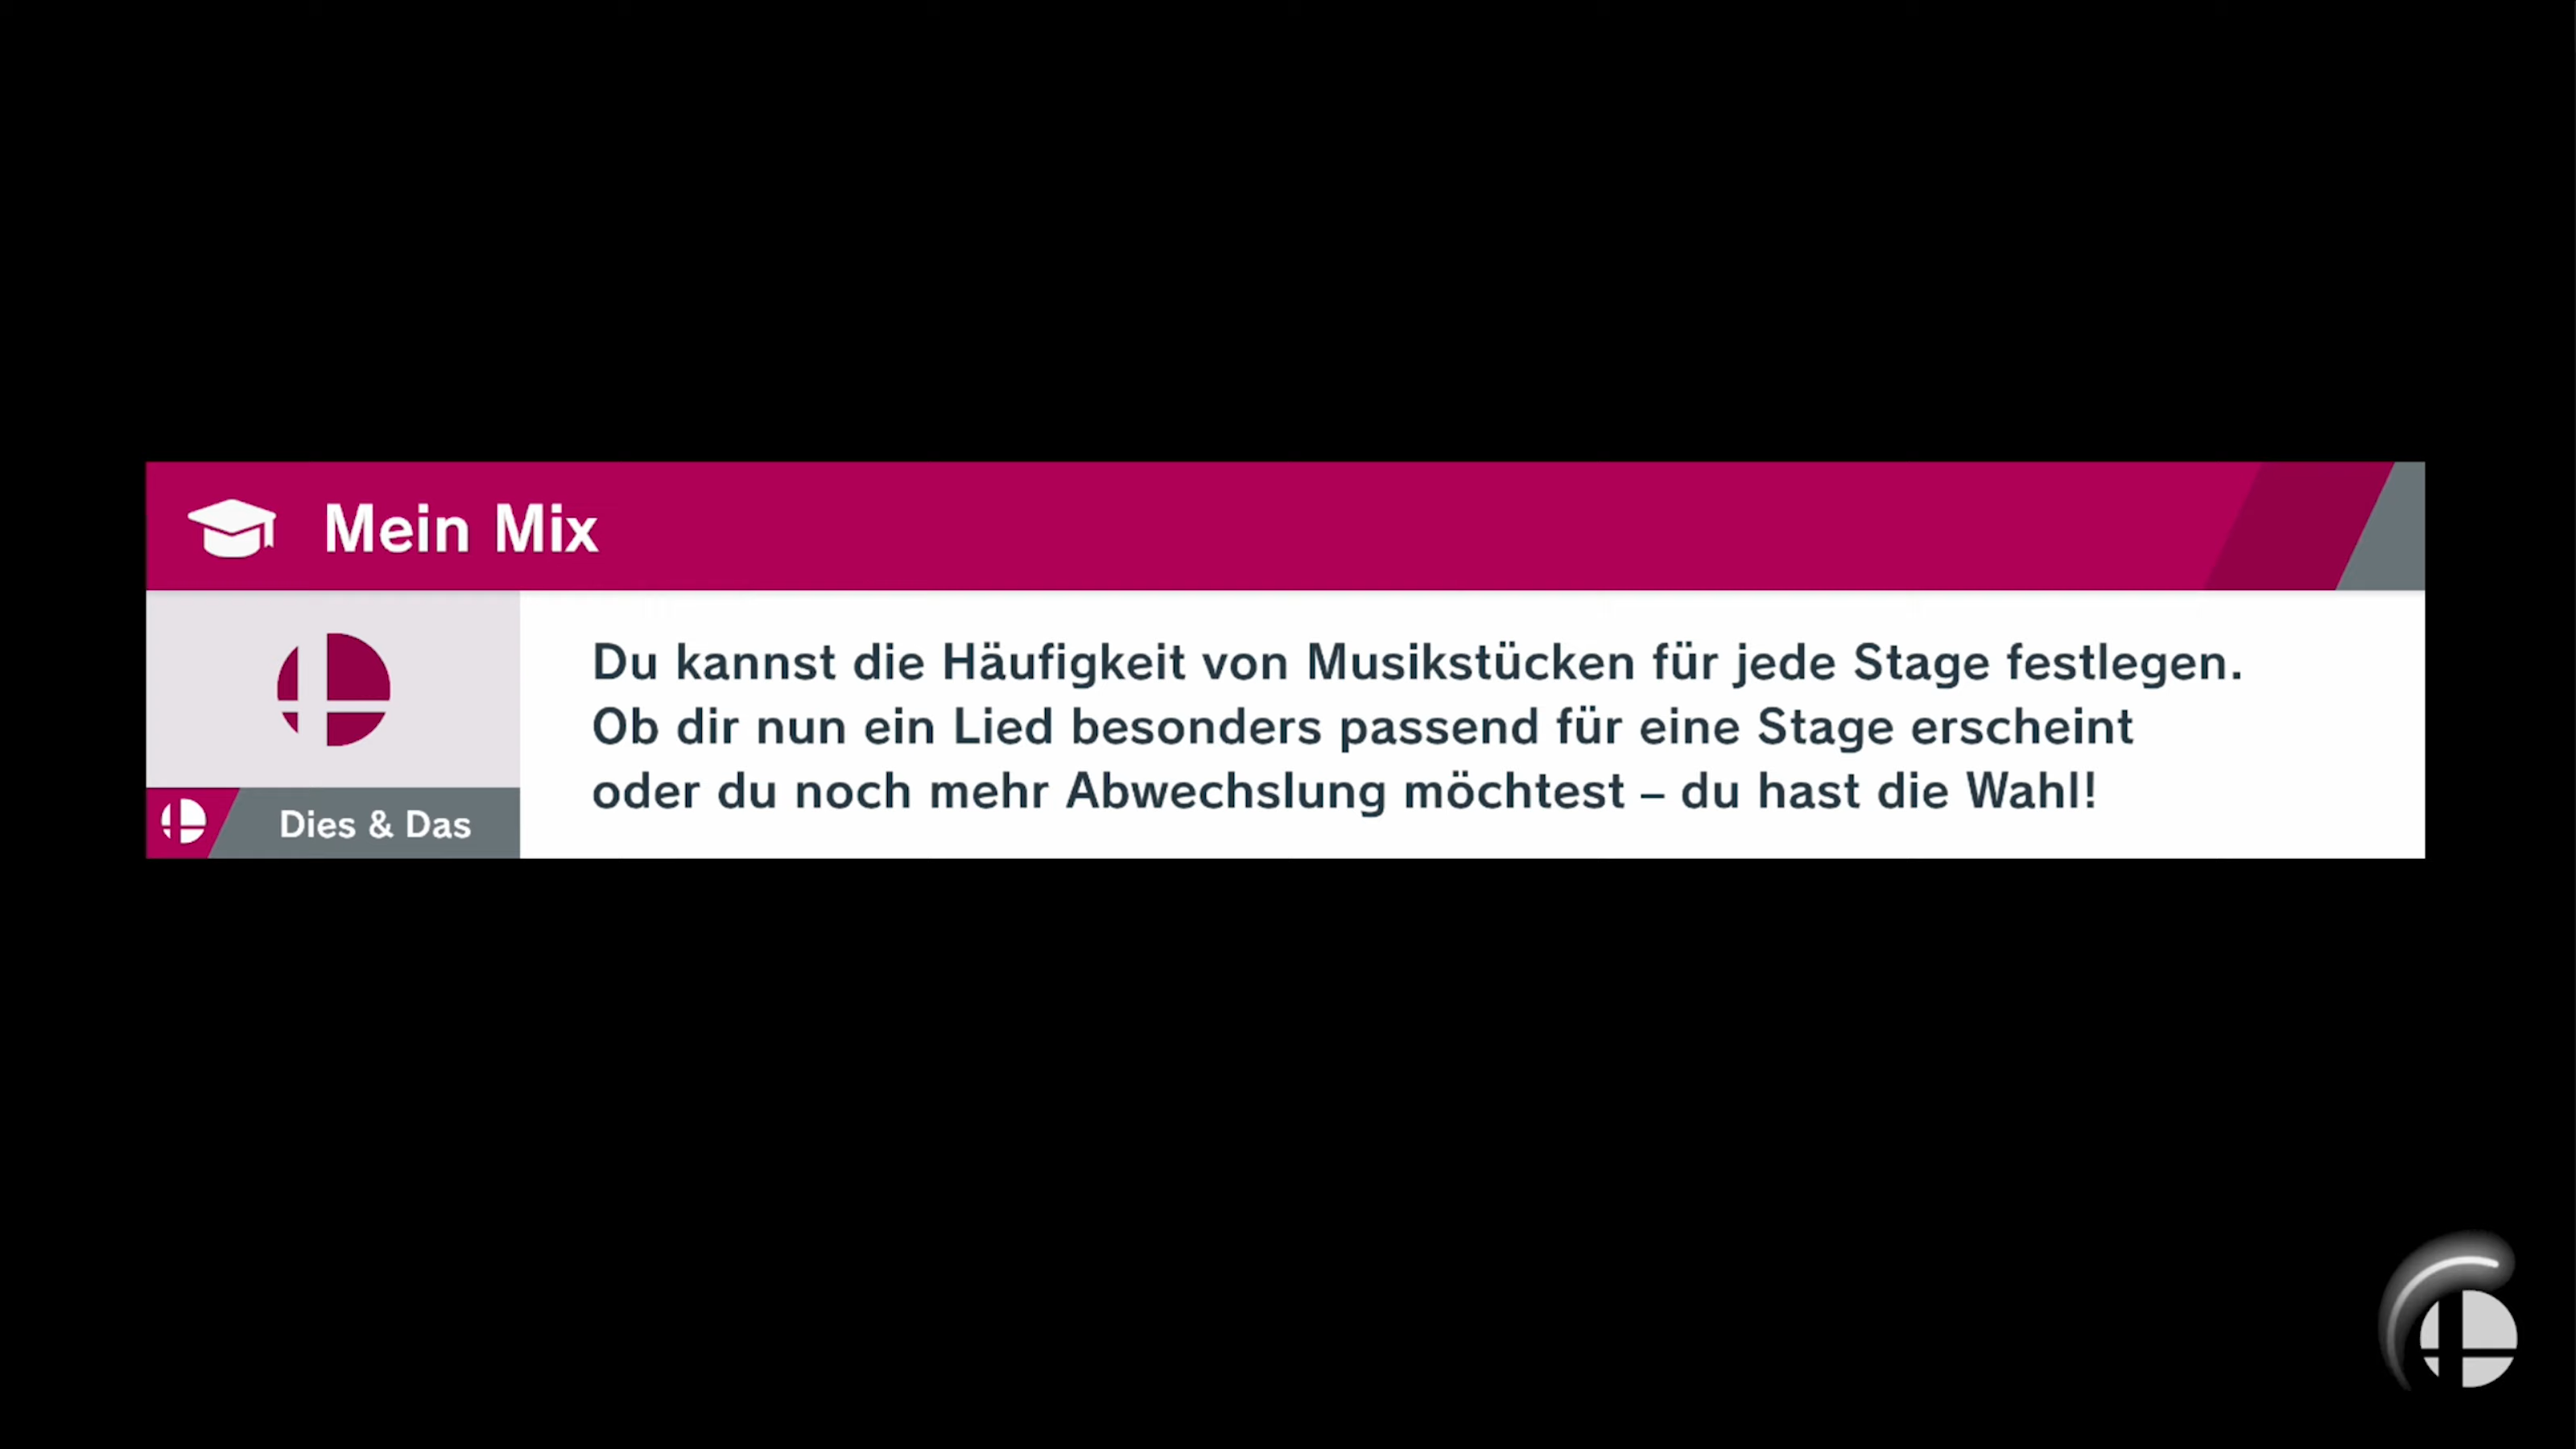 Mein Mix
Du kannst die Häufigkeit von Musikstücken für jede Stage festlegen.
Ob dir nun ein Lied besonders passend für eine Stage erscheint
oder du noch mehr Abwechslung möchtest – du hast die Wahl!
Dies & Das